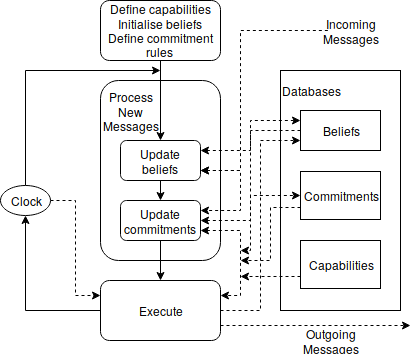 Define capabilities
Initialise beliefs
Define commitment
rules
Incoming
Messages
Process
New
Messages
Databases
Beliefs
Update
beliefs
Clock
Commitments
Update
commitments
Capabilities
Execute
Outgoing
Messages